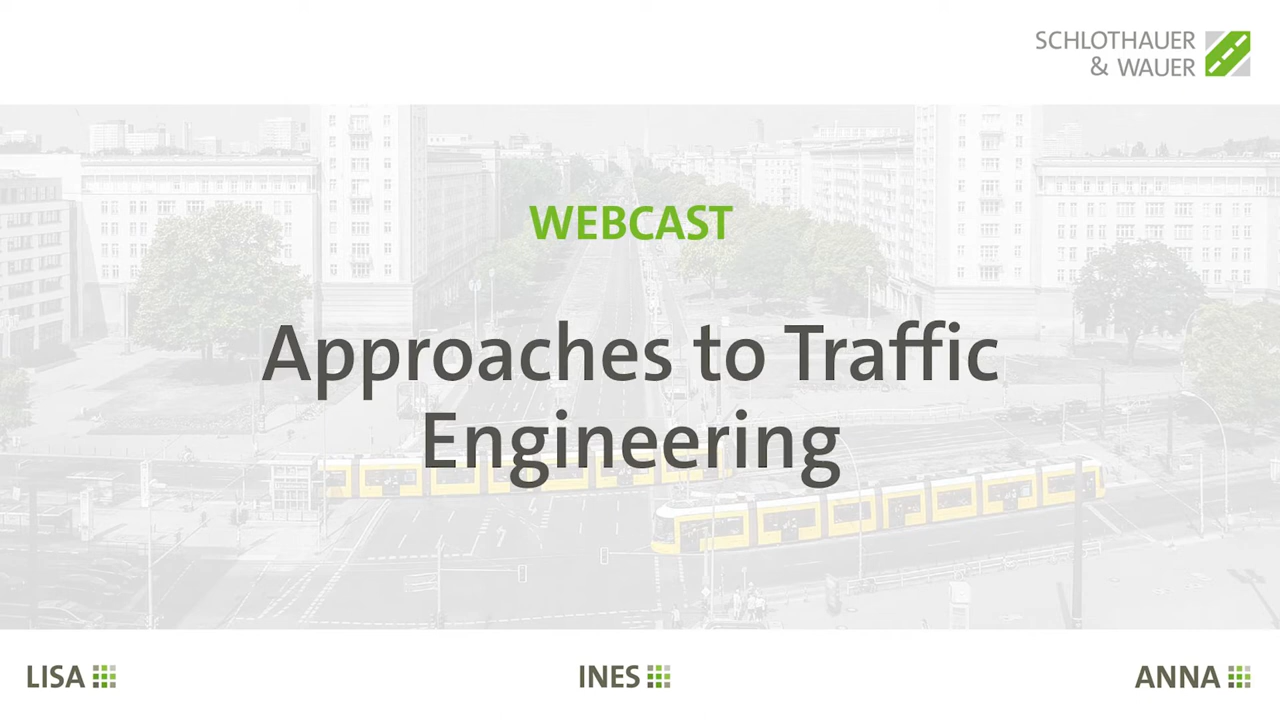 SCHLOTHAUER
& WAUER
WEBCAST
Approaches to Traffic
Engineering
LISA
INES
ANNA